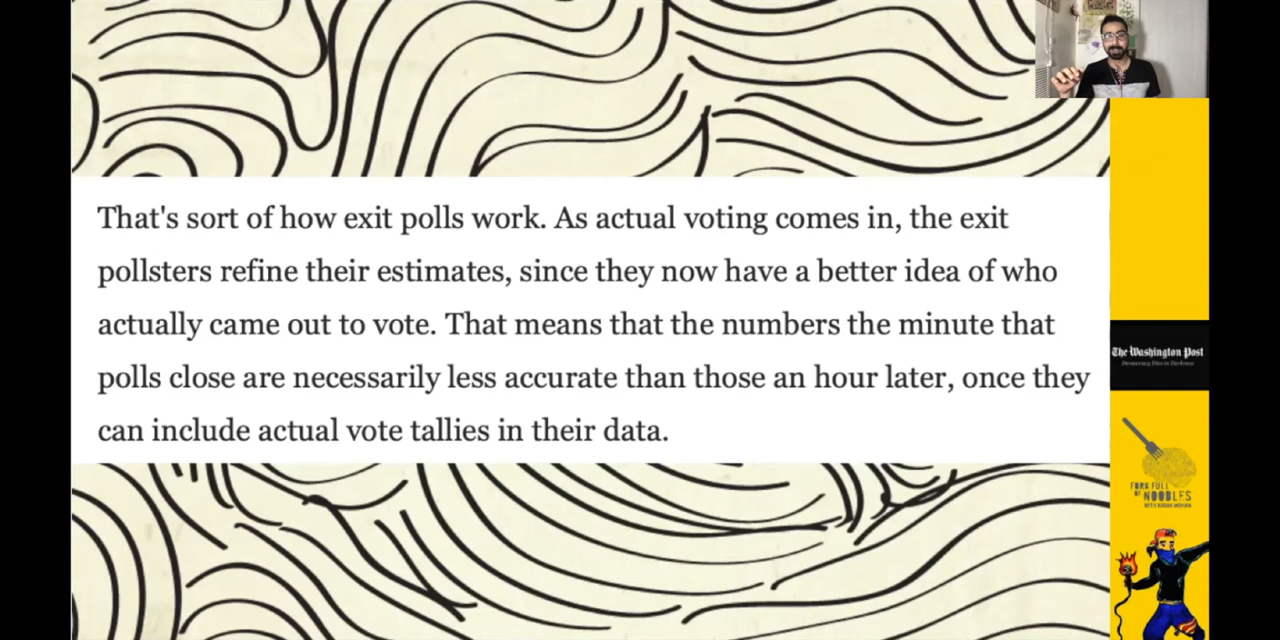 That's sort of how exit polls work. As actual voting comes in, the exit
pollsters refine their estimates, since they now have a better idea of who
actually came out to vote. That means that the numbers the minute that
polls close are necessarily less accurate than those an hour later, once they
can include actual vote tallies in their data.
The Washington Post
Democracy Dies in Darkness
FORK FULL
OF NOODLES